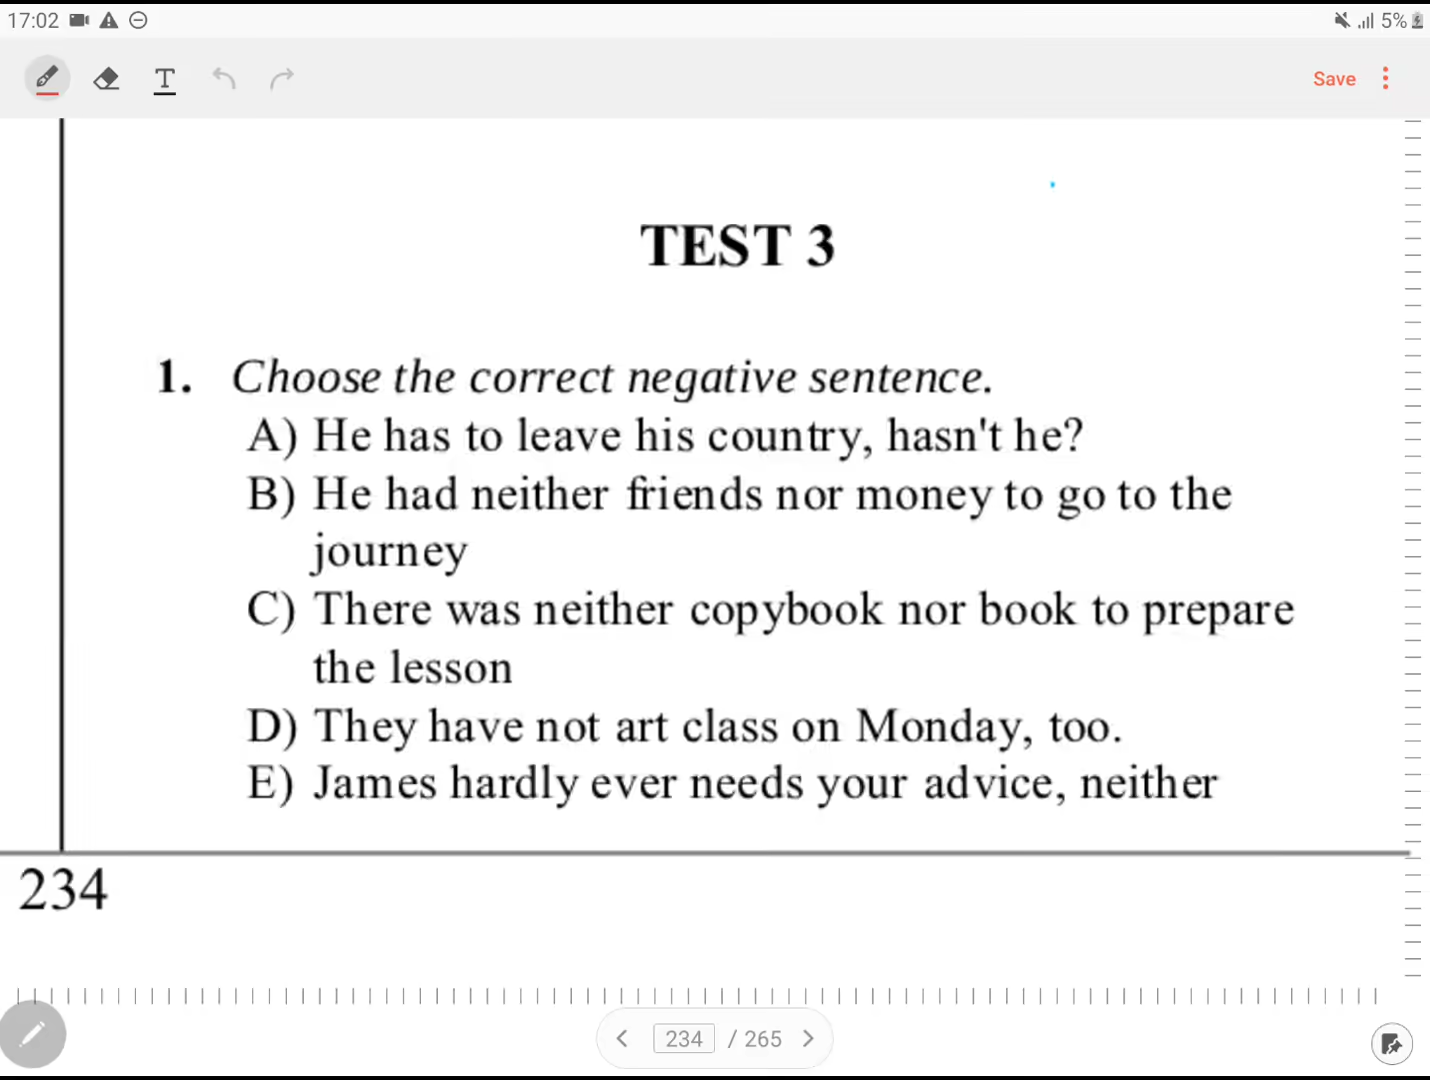 17:02 5%
T Save
TEST 3
1. Choose the correct negative sentence.
A) He has to leave his country, hasn't he?
B) He had neither friends nor money to go to the
journey
C) There was neither copybook nor book to prepare
the lesson
D) They have not art class on Monday, too.
E) James hardly ever needs your advice, neither
234
234 / 265